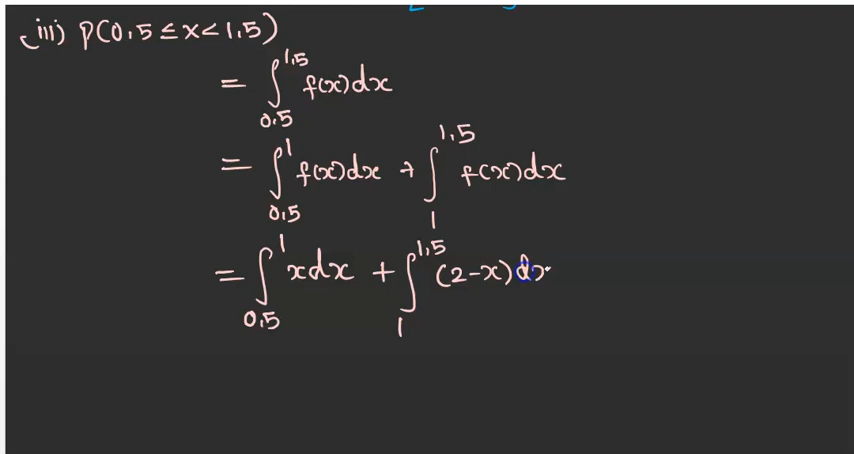 (iii) P(0.5 ≤ x < 1.5)
= ∫_{0.5}^{1.5} f(x)dx
= ∫_{0.5}^{1} f(x)dx + ∫_{1}^{1.5} f(x)dx
= ∫_{0.5}^{1} x dx + ∫_{1}^{1.5} (2-x)dx